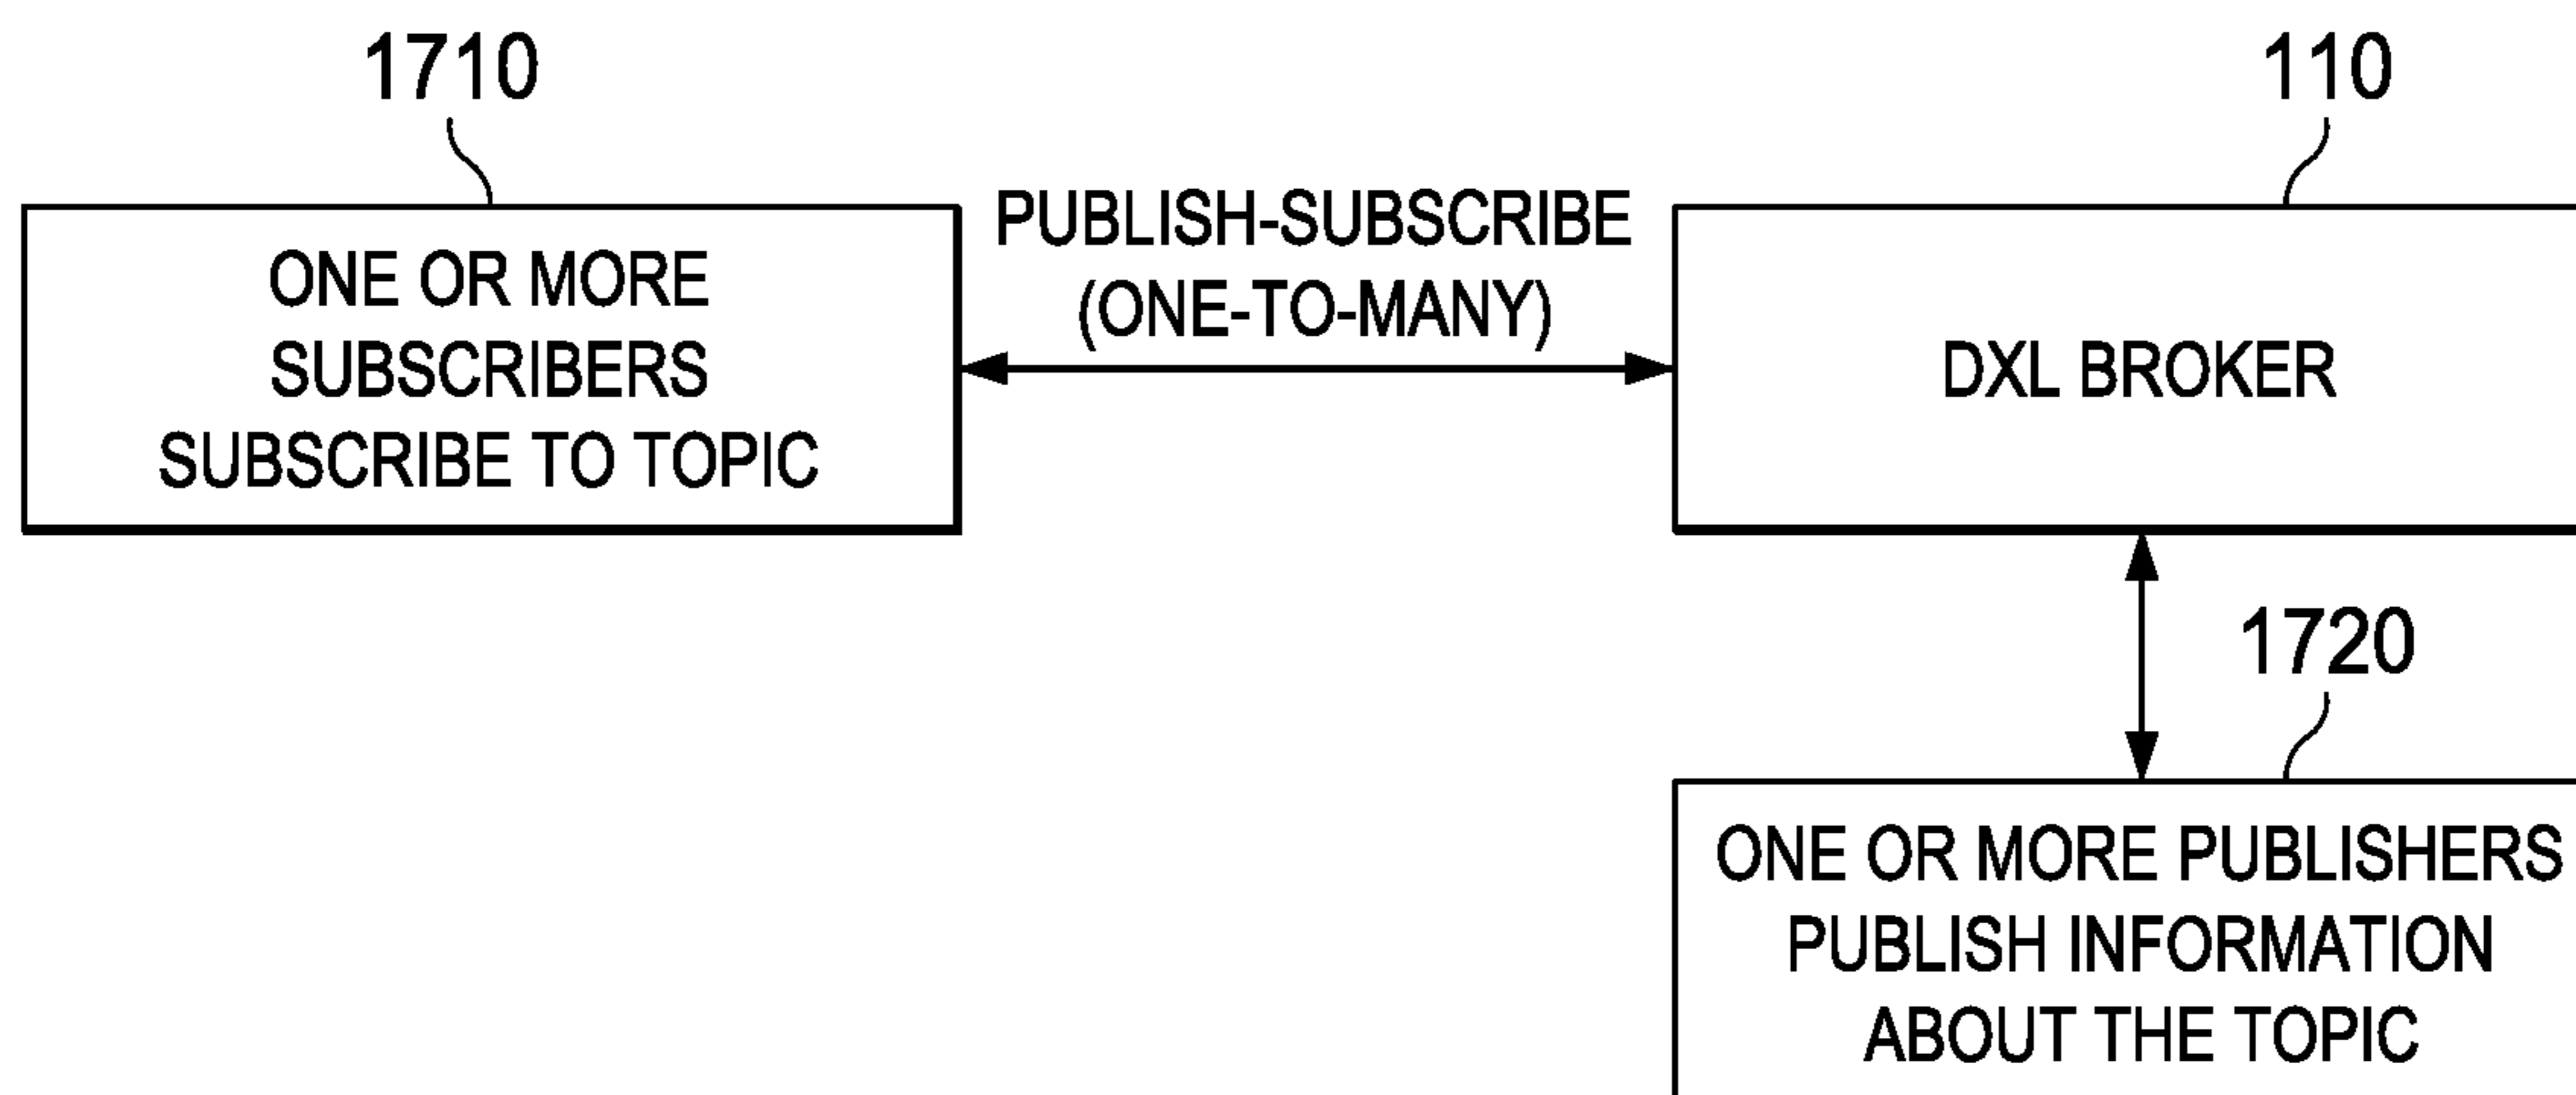 1710
110
ONE OR MORE
SUBSCRIBERS
SUBSCRIBE TO TOPIC
PUBLISH-SUBSCRIBE
(ONE-TO-MANY)
DXL BROKER
1720
ONE OR MORE PUBLISHERS
PUBLISH INFORMATION
ABOUT THE TOPIC